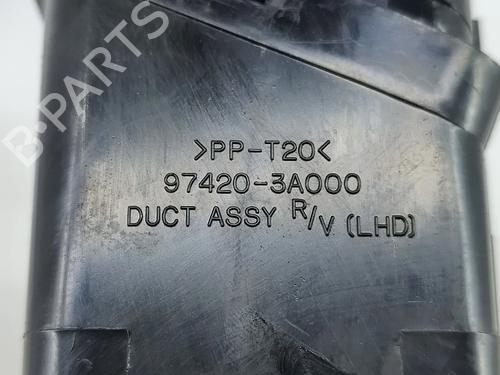 >PP-T20<
97420-3A000
DUCT ASSY R/V (LHD)
B-PARTS